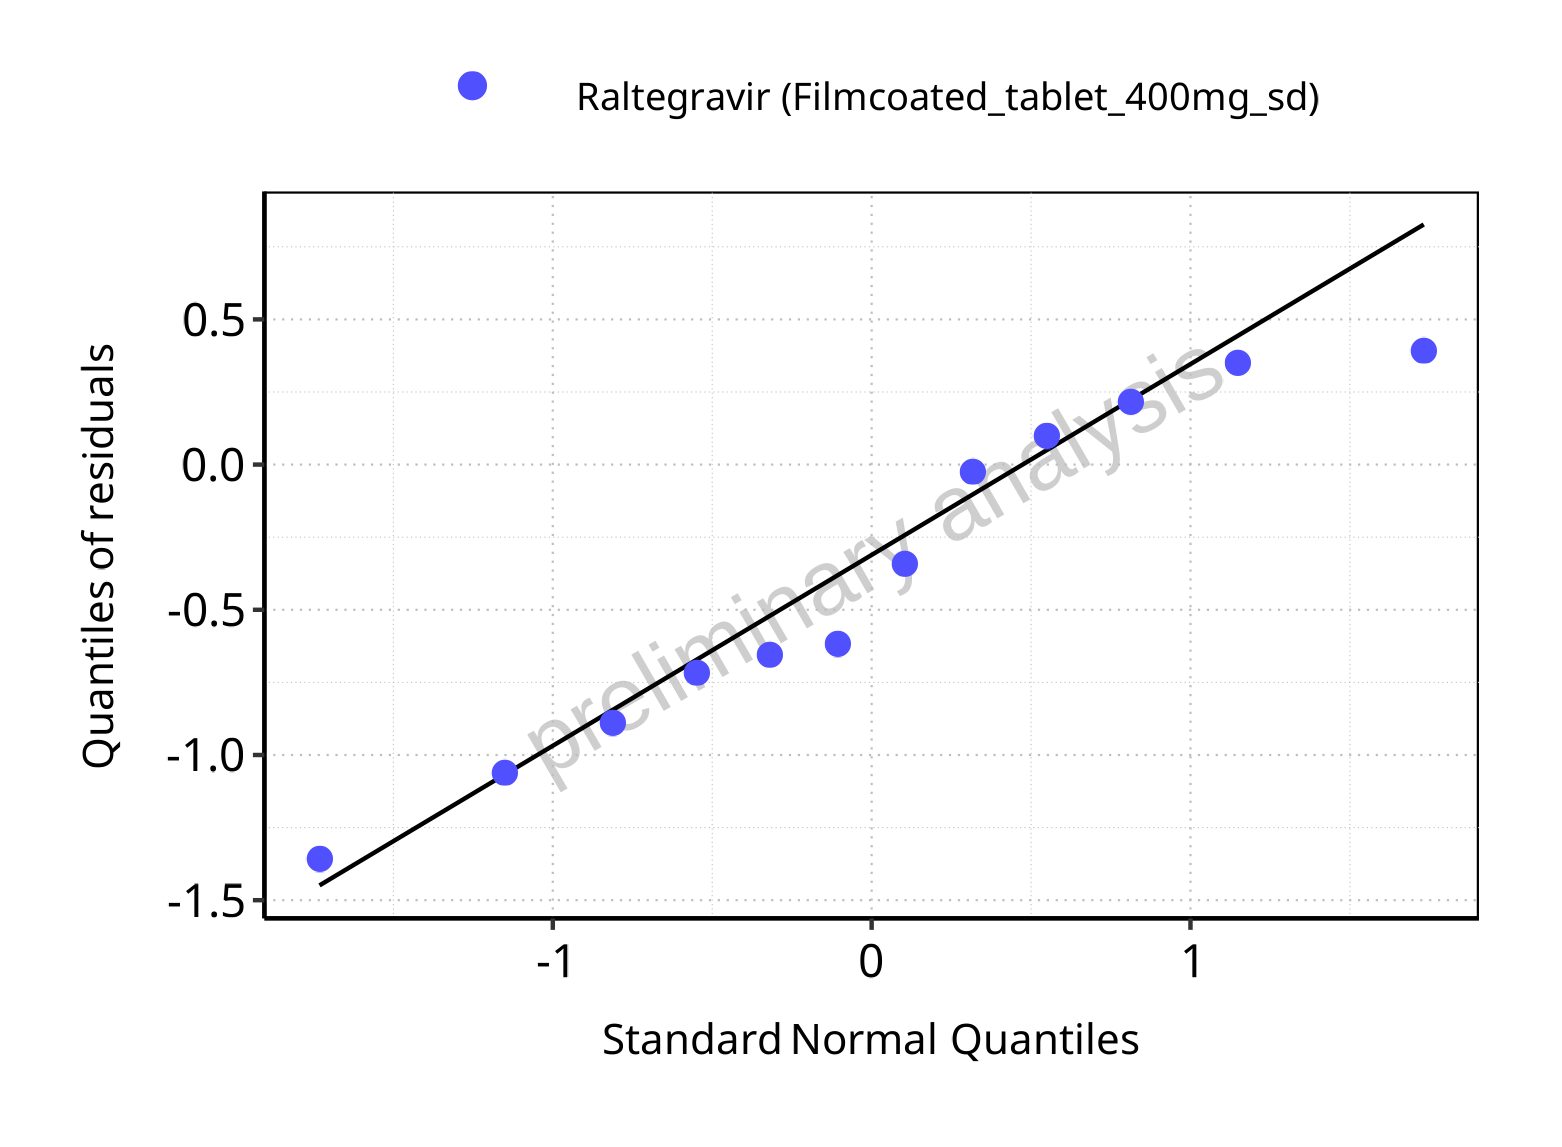 Raltegravir (Filmcoated_tablet_400mg_sd)
Quantiles of residuals
0.5
0.0
-0.5
-1.0
-1.5
preliminary analysis
-1 0 1
Standard Normal Quantiles